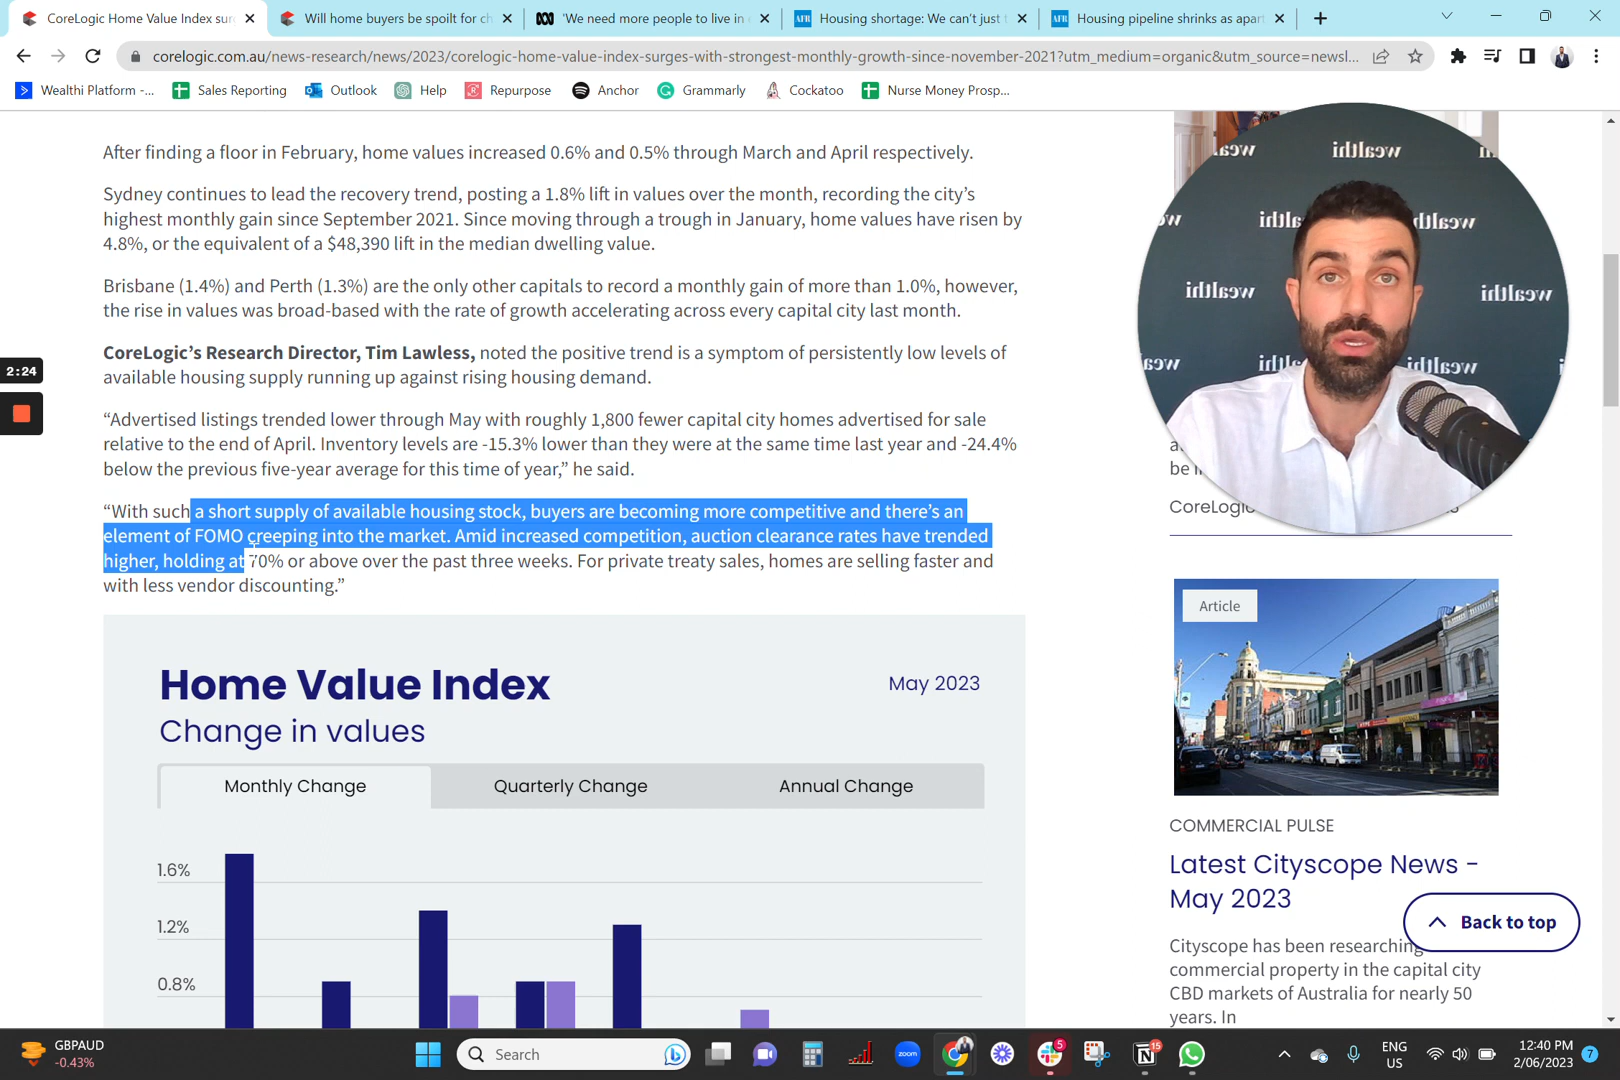 CoreLogic Home Value Index sur
Will home buyers be spoilt for ch
'We need more people to live in
Housing shortage: We can't just
Housing pipeline shrinks as apar
corelogic.com.au/news-research/news/2023/corelogic-home-value-index-surges-with-strongest-monthly-growth-since-november-2021?utm_medium=organic&utm_source=newsl...
Wealthi Platform -...
Sales Reporting
Outlook
Help
Repurpose
Anchor
Grammarly
Cockatoo
Nurse Money Prosp...
After finding a floor in February, home values increased 0.6% and 0.5% through March and April respectively.
Sydney continues to lead the recovery trend, posting a 1.8% lift in values over the month, recording the city's
highest monthly gain since September 2021. Since moving through a trough in January, home values have risen by
4.8%, or the equivalent of a $48,390 lift in the median dwelling value.
Brisbane (1.4%) and Perth (1.3%) are the only other capitals to record a monthly gain of more than 1.0%, however,
the rise in values was broad-based with the rate of growth accelerating across every capital city last month.
CoreLogic's Research Director, Tim Lawless, noted the positive trend is a symptom of persistently low levels of
available housing supply running up against rising housing demand.
2:24
"Advertised listings trended lower through May with roughly 1,800 fewer capital city homes advertised for sale
relative to the end of April. Inventory levels are -15.3% lower than they were at the same time last year and -24.4%
below the previous five-year average for this time of year," he said.
"With such a short supply of available housing stock, buyers are becoming more competitive and there's an
element of FOMO creeping into the market. Amid increased competition, auction clearance rates have trended
higher, holding at 70% or above over the past three weeks. For private treaty sales, homes are selling faster and
with less vendor discounting."
Home Value Index
May 2023
Change in values
Monthly Change
Quarterly Change
Annual Change
1.6%
1.2%
0.8%
wealthi
wealthi
wealthi
wealthi
wealthi
wealthi
be
CoreLogic
Article
COMMERCIAL PULSE
Latest Cityscope News -
May 2023
Back to top
Cityscope has been researching
commercial property in the capital city
CBD markets of Australia for nearly 50
years. In
GBPAUD
-0.43%
Search
zoom
5
15
ENG
US
12:40 PM
2/06/2023
7